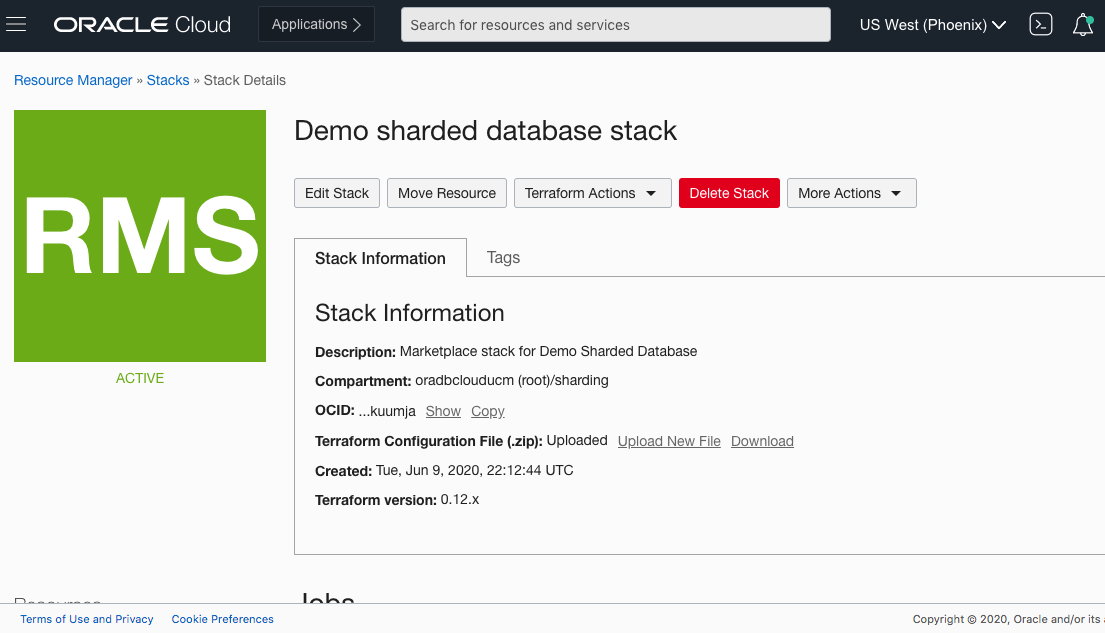 ORACLE Cloud
Applications
Search for resources and services
US West (Phoenix)
Resource Manager » Stacks » Stack Details
RMS
ACTIVE
Demo sharded database stack
Edit Stack
Move Resource
Terraform Actions
Delete Stack
More Actions
Stack Information
Tags
Stack Information
Description: Marketplace stack for Demo Sharded Database
Compartment: oradbclouducm (root)/sharding
OCID: ...kuumja Show Copy
Terraform Configuration File (.zip): Uploaded Upload New File Download
Created: Tue, Jun 9, 2020, 22:12:44 UTC
Terraform version: 0.12.x
Resources
Jobs
Terms of Use and Privacy
Cookie Preferences
Copyright © 2020, Oracle and/or its